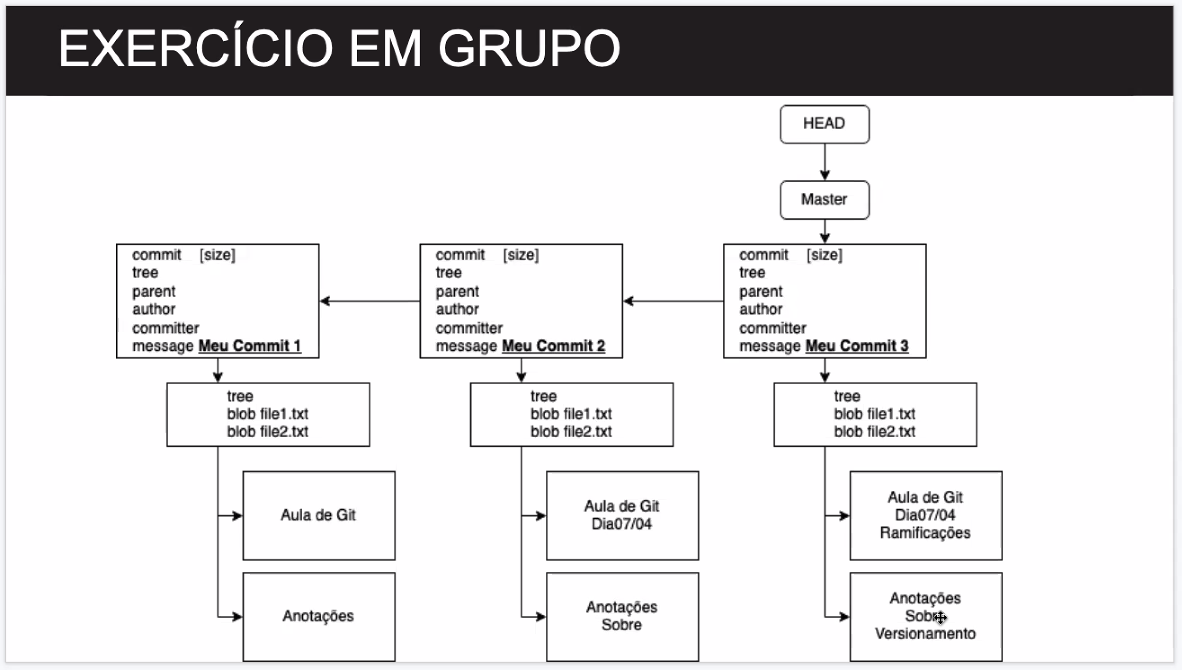 EXERCÍCIO EM GRUPO
HEAD
Master
commit [size]
tree
parent
author
committer
message Meu Commit 1
commit [size]
tree
parent
author
committer
message Meu Commit 2
commit [size]
tree
parent
author
committer
message Meu Commit 3
tree
blob file1.txt
blob file2.txt
tree
blob file1.txt
blob file2.txt
tree
blob file1.txt
blob file2.txt
Aula de Git
Aula de Git
Dia07/04
Aula de Git
Dia07/04
Ramificações
Anotações
Anotações
Sobre
Anotações
Sobre
Versionamento